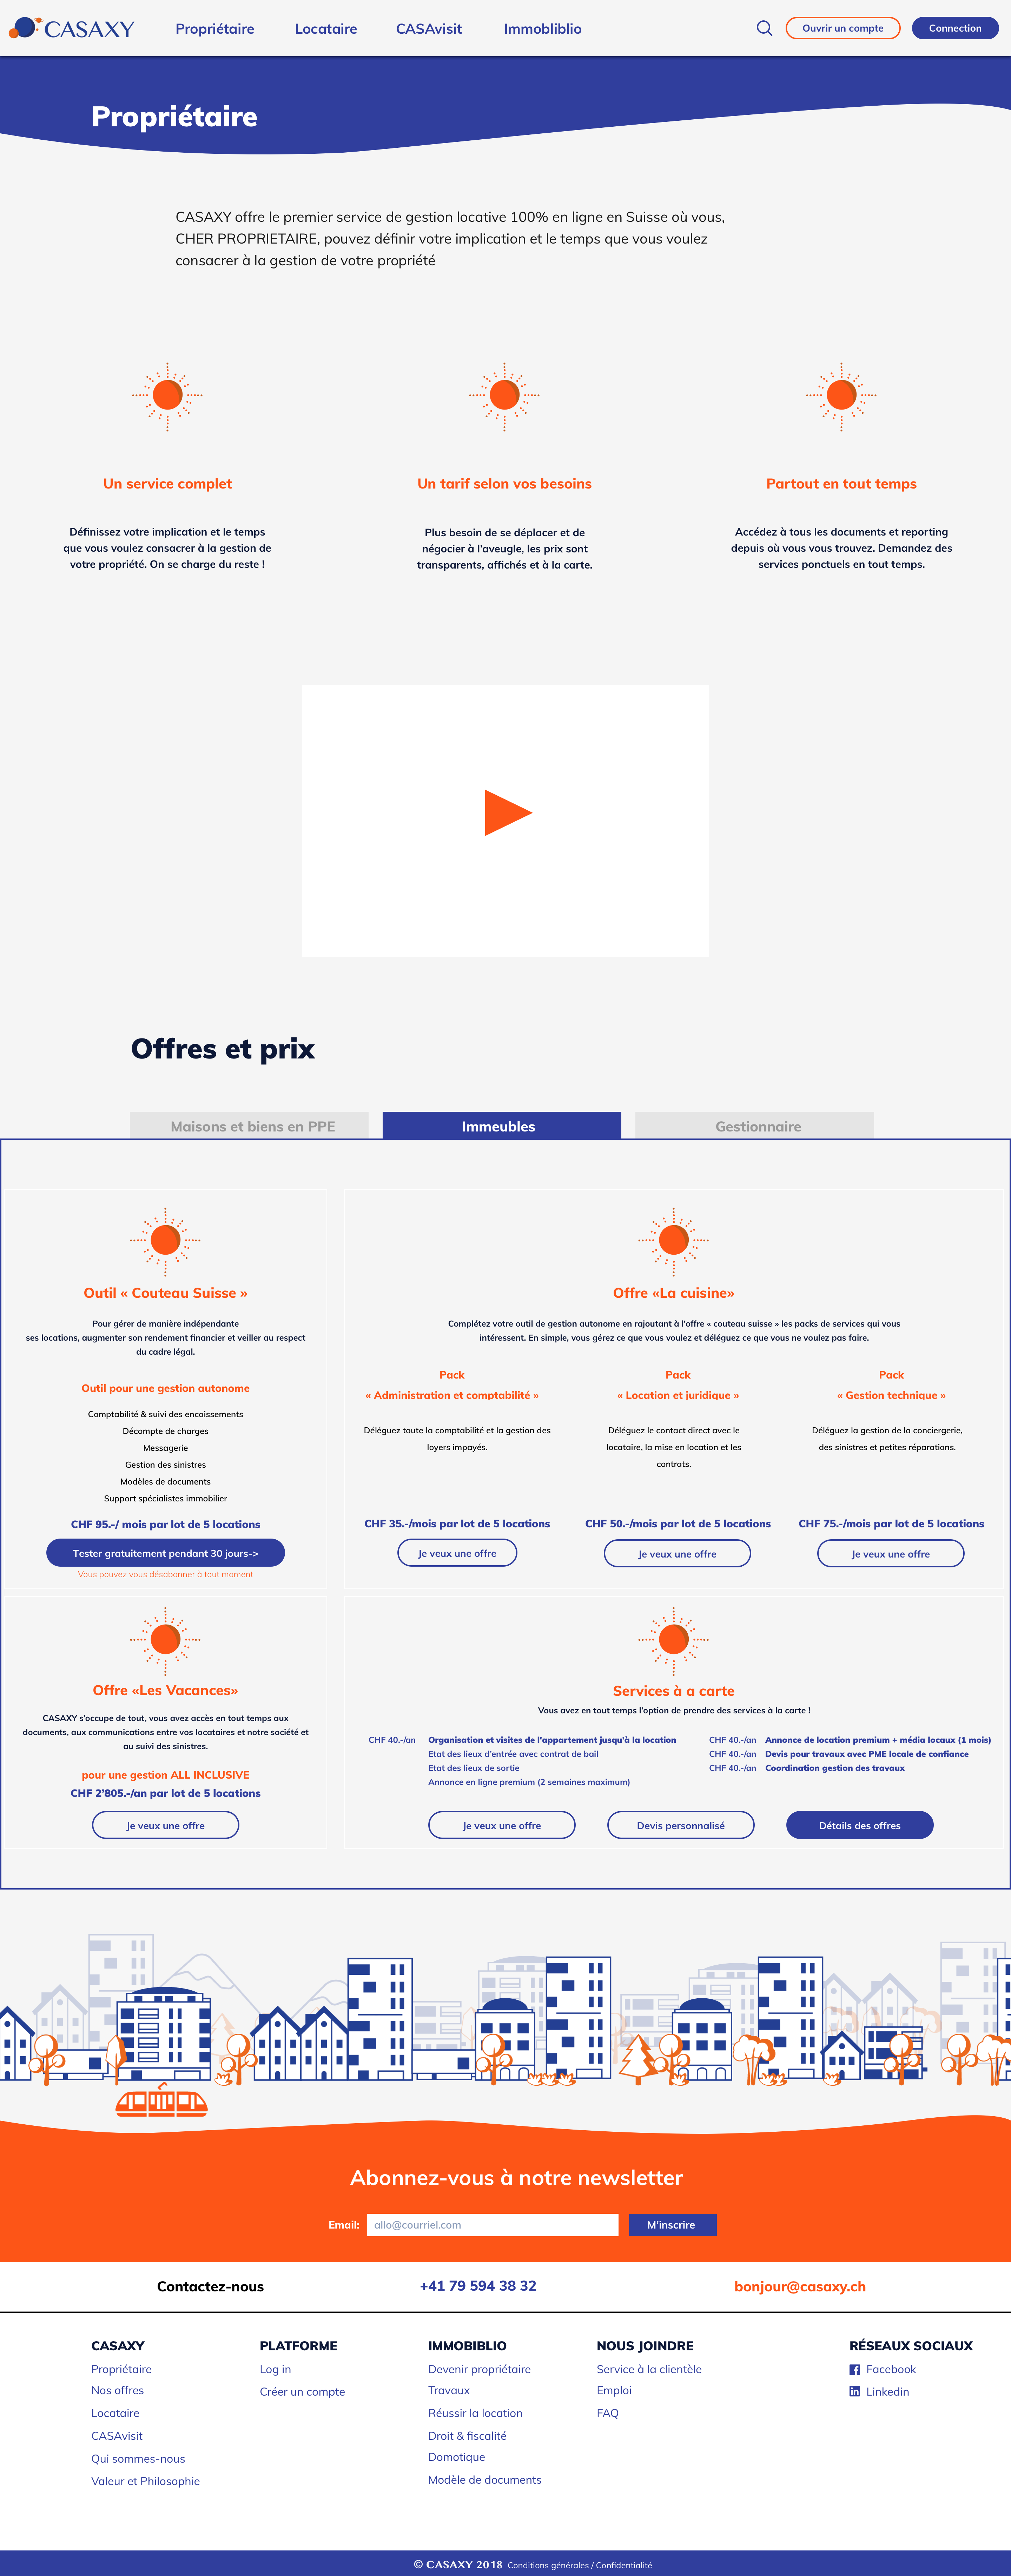 CASAXY
Propriétaire
Locataire
CASAvisit
Immobliblio
Ouvrir un compte
Connection
Propriétaire
CASAXY offre le premier service de gestion locative 100% en ligne en Suisse où vous,
CHER PROPRIETAIRE, pouvez définir votre implication et le temps que vous voulez
consacrer à la gestion de votre propriété
Un service complet
Définissez votre implication et le temps
que vous voulez consacrer à la gestion de
votre propriété. On se charge du reste !
Un tarif selon vos besoins
Plus besoin de se déplacer et de
négocier à l'aveugle, les prix sont
transparents, affichés et à la carte.
Partout en tout temps
Accédez à tous les documents et reporting
depuis où vous vous trouvez. Demandez des
services ponctuels en tout temps.
Offres et prix
Maisons et biens en PPE
Immeubles
Gestionnaire
Outil « Couteau Suisse »
Pour gérer de manière indépendante
ses locations, augmenter son rendement financier et veiller au respect
du cadre légal.
Outil pour une gestion autonome
Comptabilité & suivi des encaissements
Décompte de charges
Messagerie
Gestion des sinistres
Modèles de documents
Support spécialistes immobilier
CHF 95.-/ mois par lot de 5 locations
Tester gratuitement pendant 30 jours->
Vous pouvez vous désabonner à tout moment
Offre «La cuisine»
Complétez votre outil de gestion autonome en rajoutant à l'offre « couteau suisse » les packs de services qui vous
intéressent. En simple, vous gérez ce que vous voulez et déléguez ce que vous ne voulez pas faire.
Pack
« Administration et comptabilité »
Déléguez toute la comptabilité et la gestion des
loyers impayés.
CHF 35.-/mois par lot de 5 locations
Je veux une offre
Pack
« Location et juridique »
Déléguez le contact direct avec le
locataire, la mise en location et les
contrats.
CHF 50.-/mois par lot de 5 locations
Je veux une offre
Pack
« Gestion technique »
Déléguez la gestion de la conciergerie,
des sinistres et petites réparations.
CHF 75.-/mois par lot de 5 locations
Je veux une offre
Offre «Les Vacances»
CASAXY s'occupe de tout, vous avez accès en tout temps aux
documents, aux communications entre vos locataires et notre société et
au suivi des sinistres.
pour une gestion ALL INCLUSIVE
CHF 2'805.-/an par lot de 5 locations
Je veux une offre
Services à a carte
Vous avez en tout temps l'option de prendre des services à la carte !
CHF 40.-/an Organisation et visites de l'appartement jusqu'à la location
Etat des lieux d'entrée avec contrat de bail
Etat des lieux de sortie
Annonce en ligne premium (2 semaines maximum)
CHF 40.-/an Annonce de location premium + média locaux (1 mois)
CHF 40.-/an Devis pour travaux avec PME locale de confiance
CHF 40.-/an Coordination gestion des travaux
Je veux une offre
Devis personnalisé
Détails des offres
Abonnez-vous à notre newsletter
Email:
allo@courriel.com
M'inscrire
Contactez-nous
+41 79 594 38 32
bonjour@casaxy.ch
CASAXY
Propriétaire
Nos offres
Locataire
CASAvisit
Qui sommes-nous
Valeur et Philosophie
PLATFORME
Log in
Créer un compte
IMMOBIBLIO
Devenir propriétaire
Travaux
Réussir la location
Droit & fiscalité
Domotique
Modèle de documents
NOUS JOINDRE
Service à la clientèle
Emploi
FAQ
RÉSEAUX SOCIAUX
Facebook
Linkedin
© CASAXY 2018 Conditions générales / Confidentialité